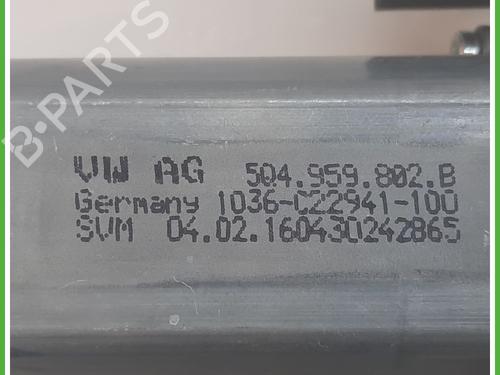 B-PARTS
VW AG 5Q4.959.802.B
Germany 1036-C22941-100
SVM 04.02.160430242865